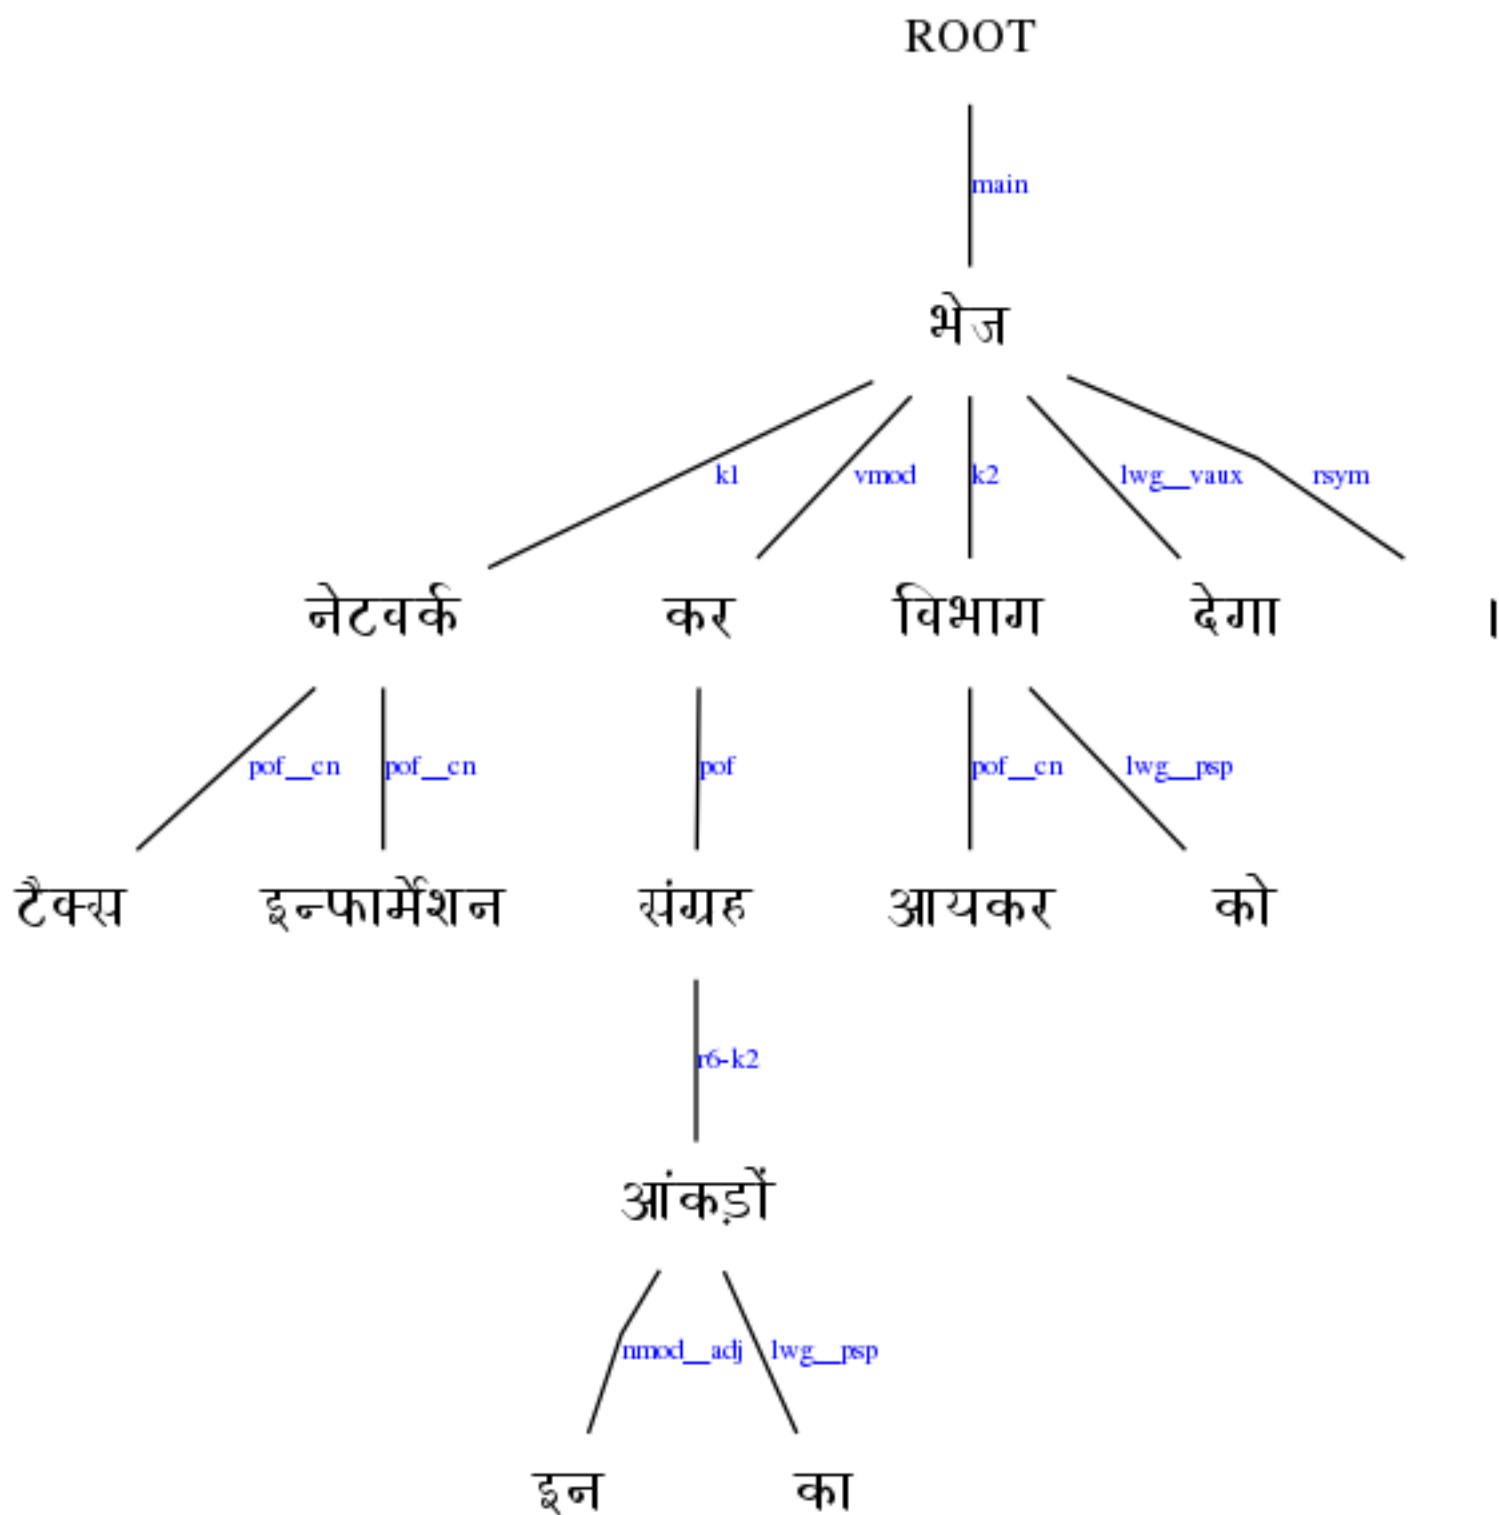 ROOT
main
भेज
k1 vmod k2 lwg__vaux rsym
नेटवर्क कर विभाग देगा ।
pof__cn pof__cn pof pof__cn lwg__psp
टैक्स इन्फार्मेशन संग्रह आयकर को
r6-k2
आंकड़ों
nmod__adj lwg__psp
इन का